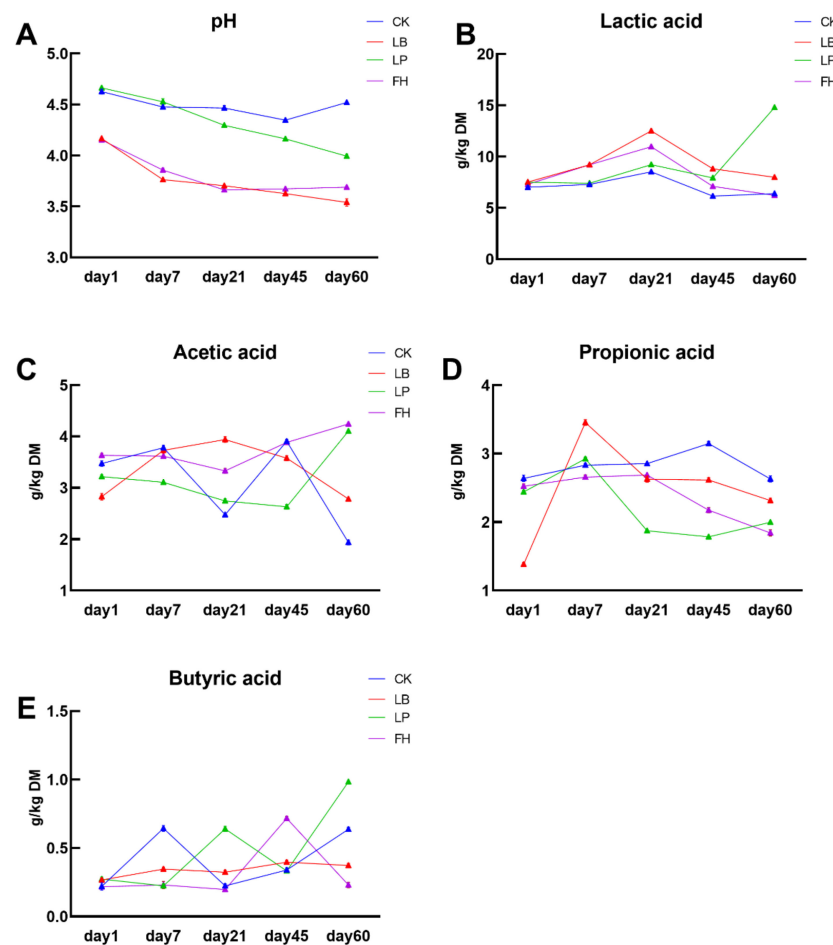 A
pH
CK
LB
LP
FH
5.0
4.5
4.0
3.5
3.0
day1 day7 day21 day45 day60
B
Lactic acid
CK
LB
LP
FH
g/kg DM
20
15
10
5
0
day1 day7 day21 day45 day60
C
Acetic acid
CK
LB
LP
FH
g/kg DM
5
4
3
2
1
day1 day7 day21 day45 day60
D
Propionic acid
CK
LB
LP
FH
g/kg DM
4
3
2
1
day1 day7 day21 day45 day60
E
Butyric acid
CK
LB
LP
FH
g/kg DM
1.5
1.0
0.5
0.0
day1 day7 day21 day45 day60